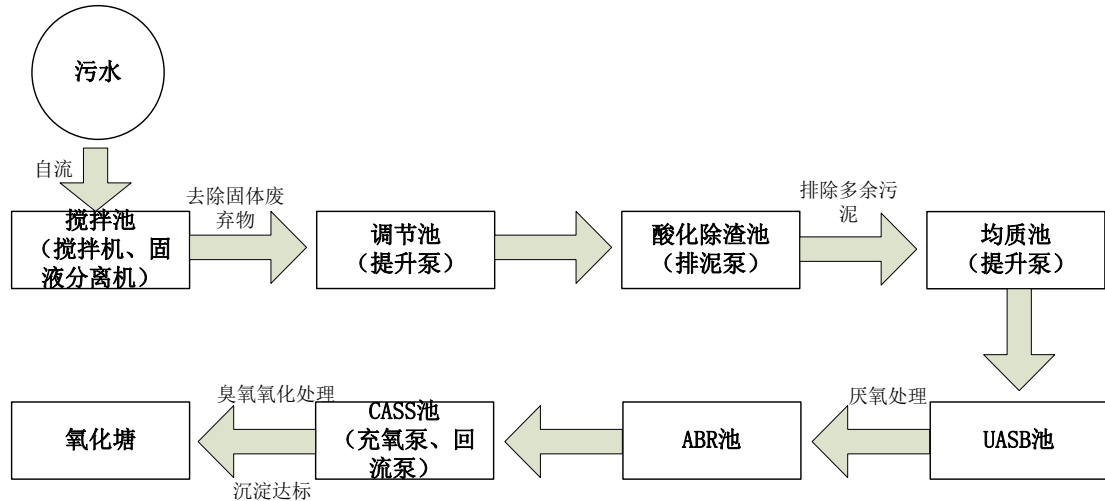 污水
自流
搅拌池
（搅拌机、固
液分离机）
去除固体废
弃物
调节池
（提升泵）
酸化除渣池
（排泥泵）
排除多余污
泥
均质池
（提升泵）
UASB池
厌氧处理
ABR池
CASS池
（充氧泵、回
流泵）
臭氧氧化处理
沉淀达标
氧化塘